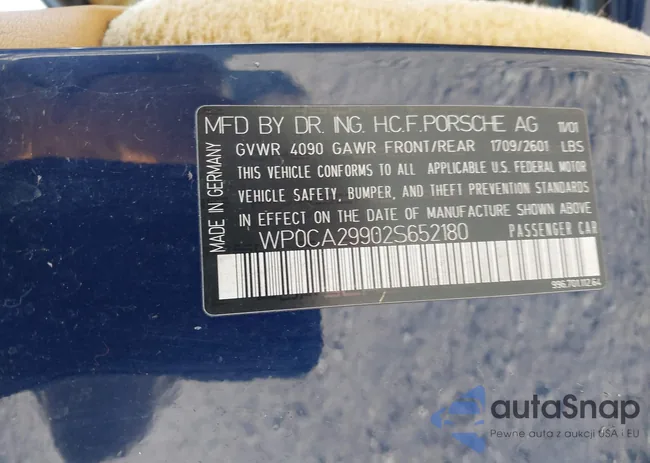 MADE IN GERMANY
MFD BY DR. ING. H.C.F. PORSCHE AG 11/01
GVWR 4090 GAWR FRONT/REAR 1709/2601 LBS
THIS VEHICLE CONFORMS TO ALL APPLICABLE U.S. FEDERAL MOTOR
VEHICLE SAFETY, BUMPER, AND THEFT PREVENTION STANDARDS
IN EFFECT ON THE DATE OF MANUFACTURE SHOWN ABOVE
WP0CA29902S652180 PASSENGER CAR
996.701.112.64
autaSnap
Pewne auta z aukcji USA i EU